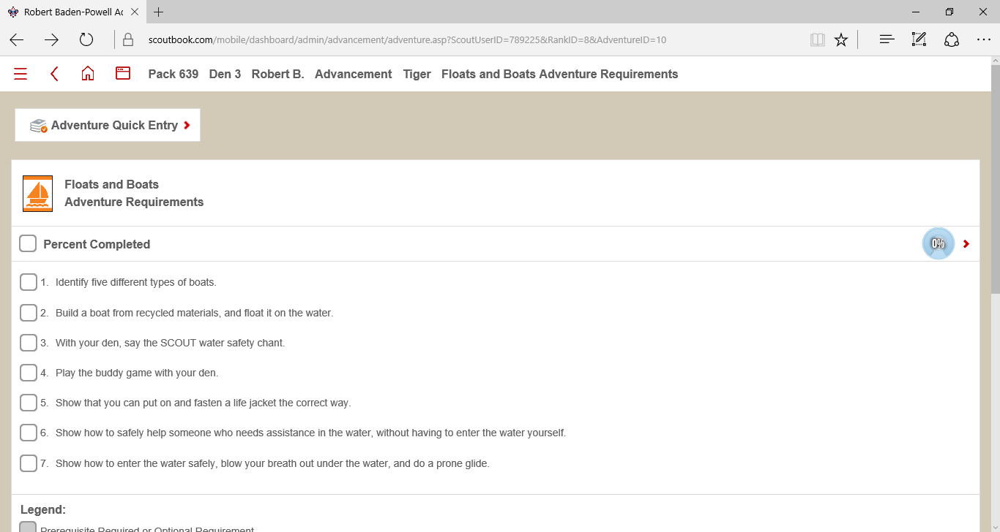 Robert Baden-Powell Ac
scoutbook.com/mobile/dashboard/admin/advancement/adventure.asp?ScoutUserID=789225&RankID=8&AdventureID=10
Pack 639 Den 3 Robert B. Advancement Tiger Floats and Boats Adventure Requirements
Adventure Quick Entry
Floats and Boats
Adventure Requirements
Percent Completed 0%
1. Identify five different types of boats.
2. Build a boat from recycled materials, and float it on the water.
3. With your den, say the SCOUT water safety chant.
4. Play the buddy game with your den.
5. Show that you can put on and fasten a life jacket the correct way.
6. Show how to safely help someone who needs assistance in the water, without having to enter the water yourself.
7. Show how to enter the water safely, blow your breath out under the water, and do a prone glide.
Legend:
Prerequisite Required or Optional Requirement